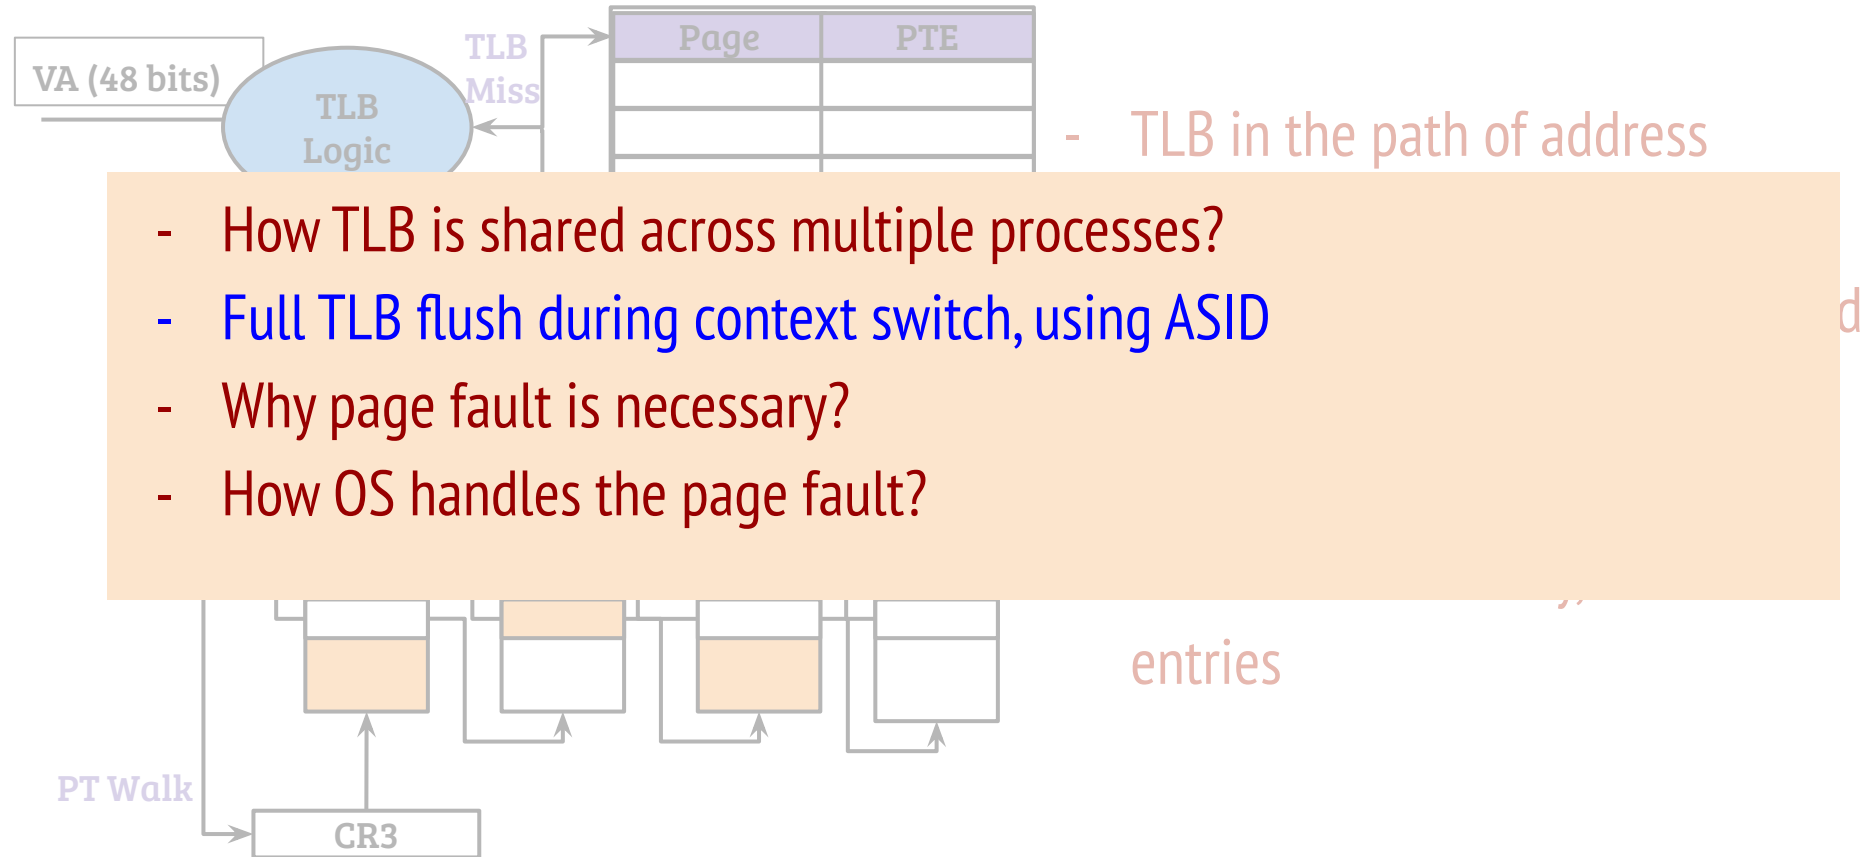 VA (48 bits)
TLB
Logic
TLB
Miss
Page PTE
- TLB in the path of address
- How TLB is shared across multiple processes?
- Full TLB flush during context switch, using ASID
- Why page fault is necessary?
- How OS handles the page fault?
entries
PT Walk
CR3